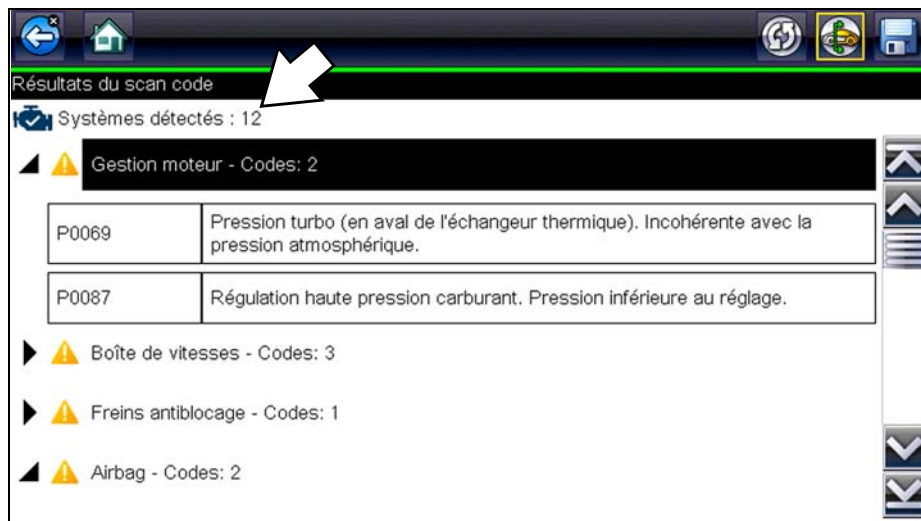 Résultats du scan code
Systèmes détectés : 12
Gestion moteur - Codes: 2
P0069
Pression turbo (en aval de l'échangeur thermique). Incohérente avec la
pression atmosphérique.
P0087
Régulation haute pression carburant. Pression inférieure au réglage.
Boîte de vitesses - Codes: 3
Freins antiblocage - Codes: 1
Airbag - Codes: 2